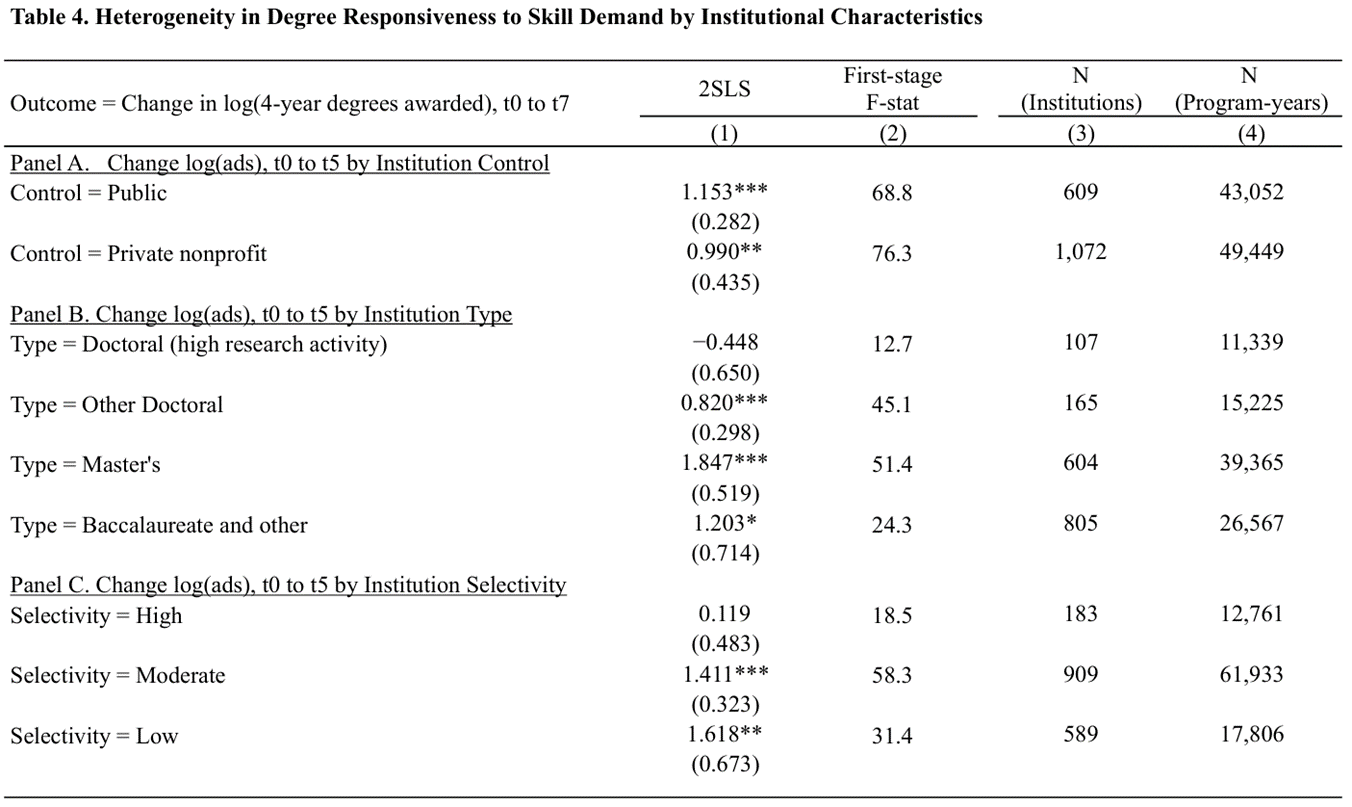 Table 4. Heterogeneity in Degree Responsiveness to Skill Demand by Institutional Characteristics
Outcome = Change in log(4-year degrees awarded), t0 to t7 2SLS First-stage F-stat N (Institutions) N (Program-years)
(1) (2) (3) (4)
Panel A. Change log(ads), t0 to t5 by Institution Control
Control = Public 1.153*** 68.8 609 43,052
(0.282)
Control = Private nonprofit 0.990** 76.3 1,072 49,449
(0.435)
Panel B. Change log(ads), t0 to t5 by Institution Type
Type = Doctoral (high research activity) −0.448 12.7 107 11,339
(0.650)
Type = Other Doctoral 0.820*** 45.1 165 15,225
(0.298)
Type = Master's 1.847*** 51.4 604 39,365
(0.519)
Type = Baccalaureate and other 1.203* 24.3 805 26,567
(0.714)
Panel C. Change log(ads), t0 to t5 by Institution Selectivity
Selectivity = High 0.119 18.5 183 12,761
(0.483)
Selectivity = Moderate 1.411*** 58.3 909 61,933
(0.323)
Selectivity = Low 1.618** 31.4 589 17,806
(0.673)